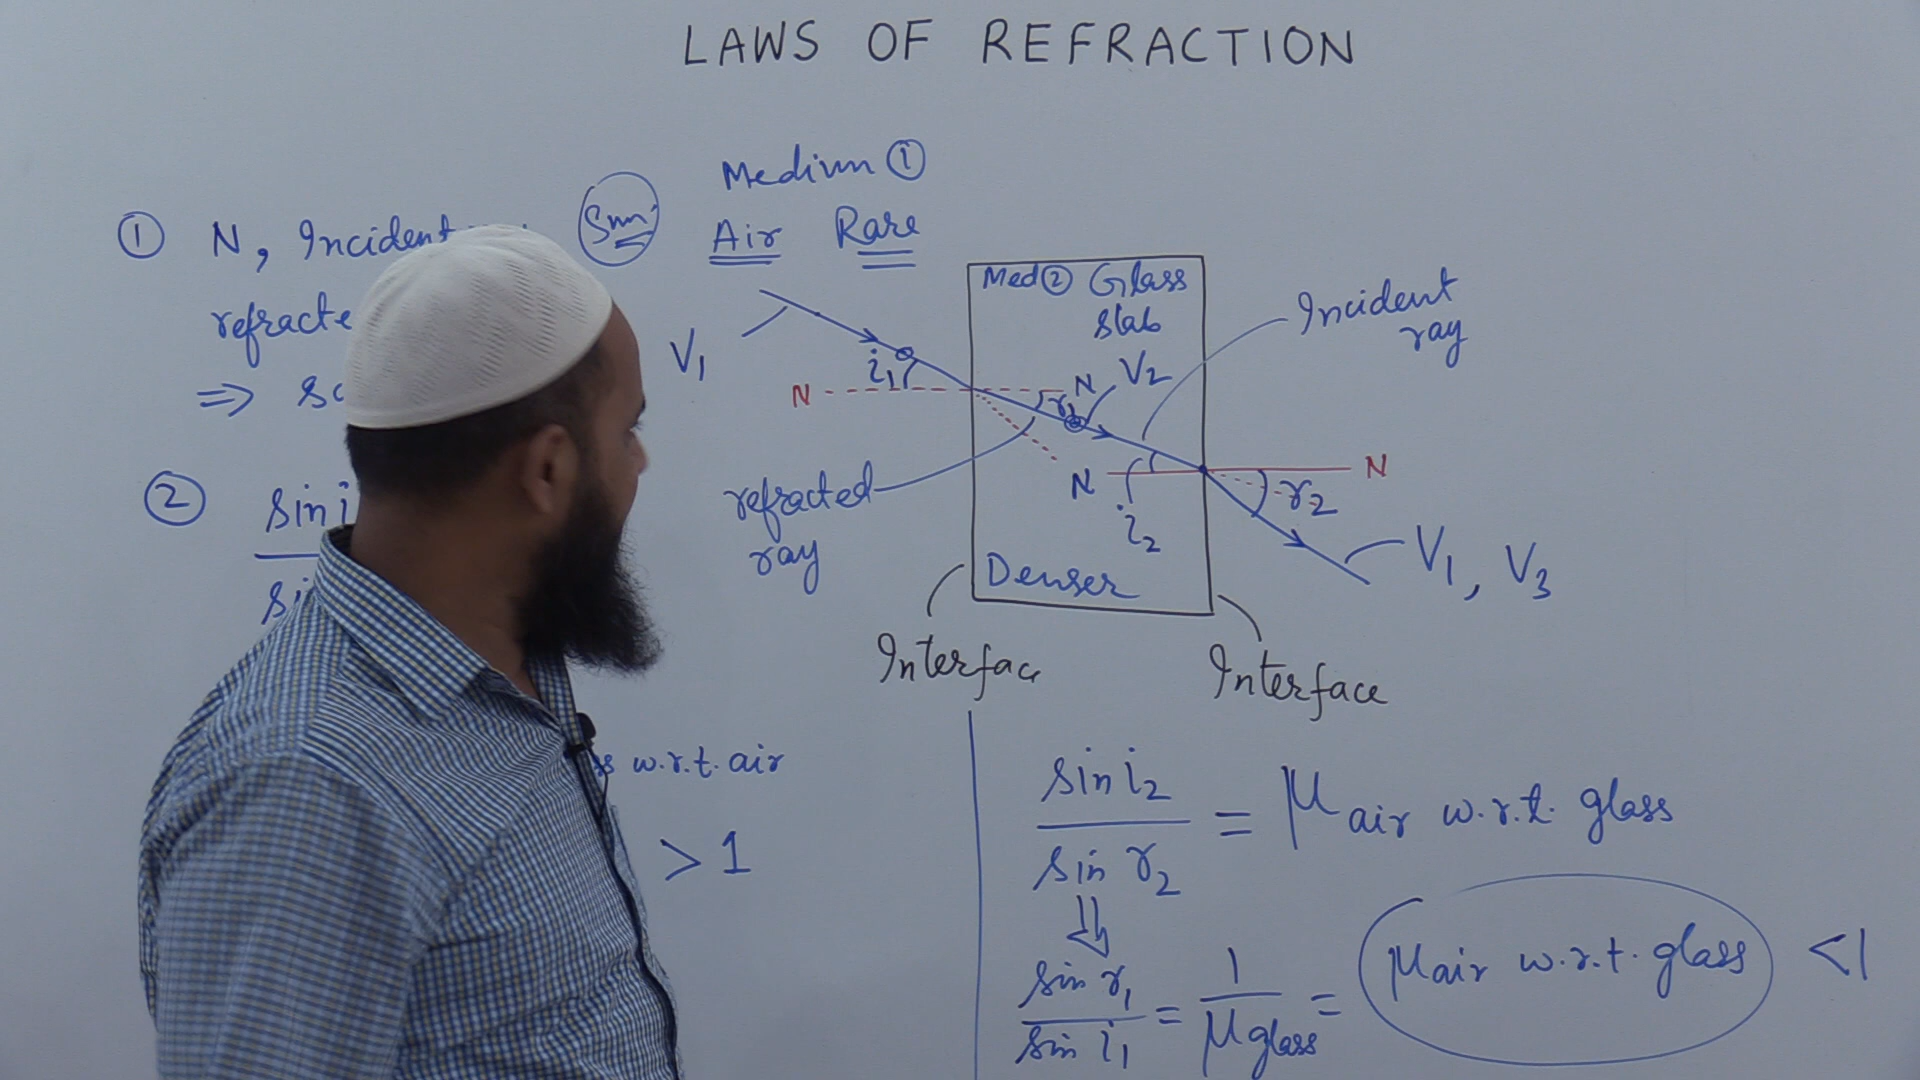 LAWS OF REFRACTION
① N, Incident
refracte
⇒
② sin i
Sun
Medium ①
Air Rare
V₁
i₁
N
Med② Glass
slab
N V₂
r₁
N
i₂
Denser
Incident
ray
N
r₂
V₁, V₃
refracted
ray
Interface
Interface
w.r.t. air
> 1
sin i₂ / sin r₂ = μ air w.r.t. glass
⇓
sin r₁ / sin i₁ = 1 / μ glass = μ air w.r.t. glass < 1